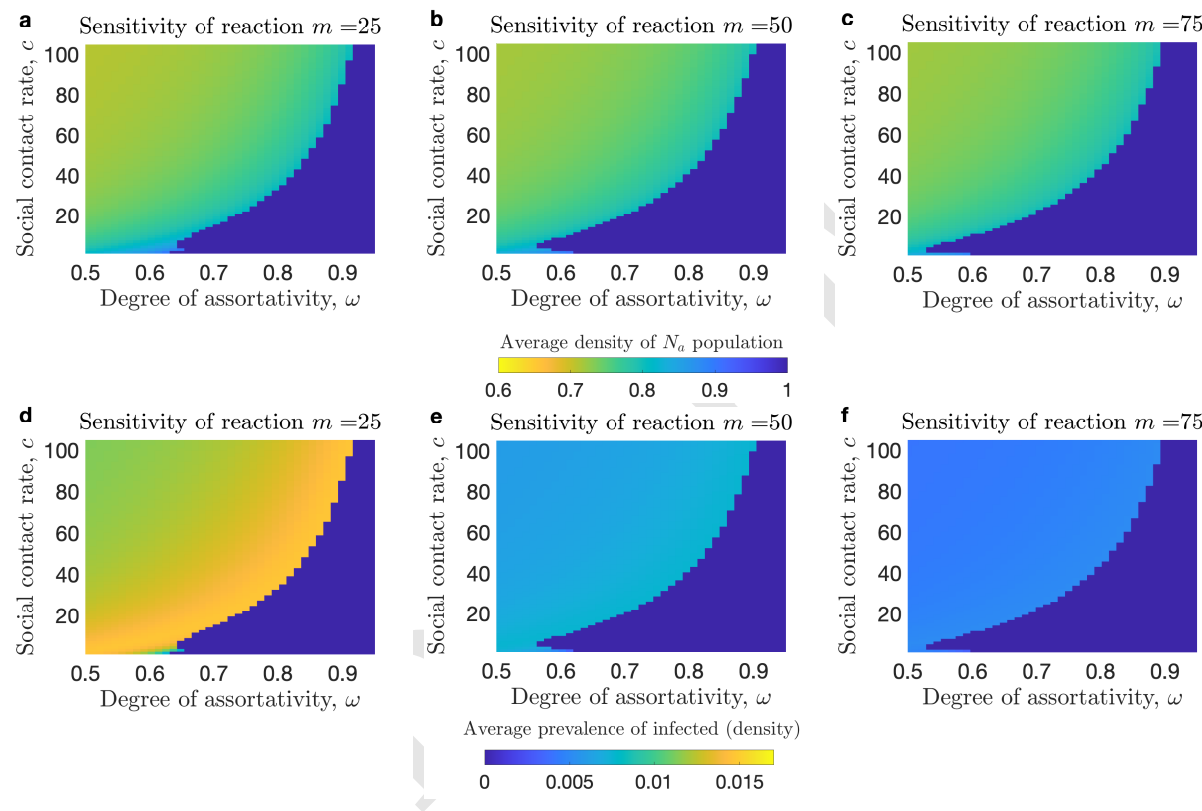 a
Sensitivity of reaction m =25
Social contact rate, c
100
80
60
40
20
0.5 0.6 0.7 0.8 0.9
Degree of assortativity, ω
b
Sensitivity of reaction m =50
Social contact rate, c
100
80
60
40
20
0.5 0.6 0.7 0.8 0.9
Degree of assortativity, ω
c
Sensitivity of reaction m =75
Social contact rate, c
100
80
60
40
20
0.5 0.6 0.7 0.8 0.9
Degree of assortativity, ω
Average density of Na population
0.6 0.7 0.8 0.9 1
d
Sensitivity of reaction m =25
Social contact rate, c
100
80
60
40
20
0.5 0.6 0.7 0.8 0.9
Degree of assortativity, ω
e
Sensitivity of reaction m =50
Social contact rate, c
100
80
60
40
20
0.5 0.6 0.7 0.8 0.9
Degree of assortativity, ω
f
Sensitivity of reaction m =75
Social contact rate, c
100
80
60
40
20
0.5 0.6 0.7 0.8 0.9
Degree of assortativity, ω
Average prevalence of infected (density)
0 0.005 0.01 0.015